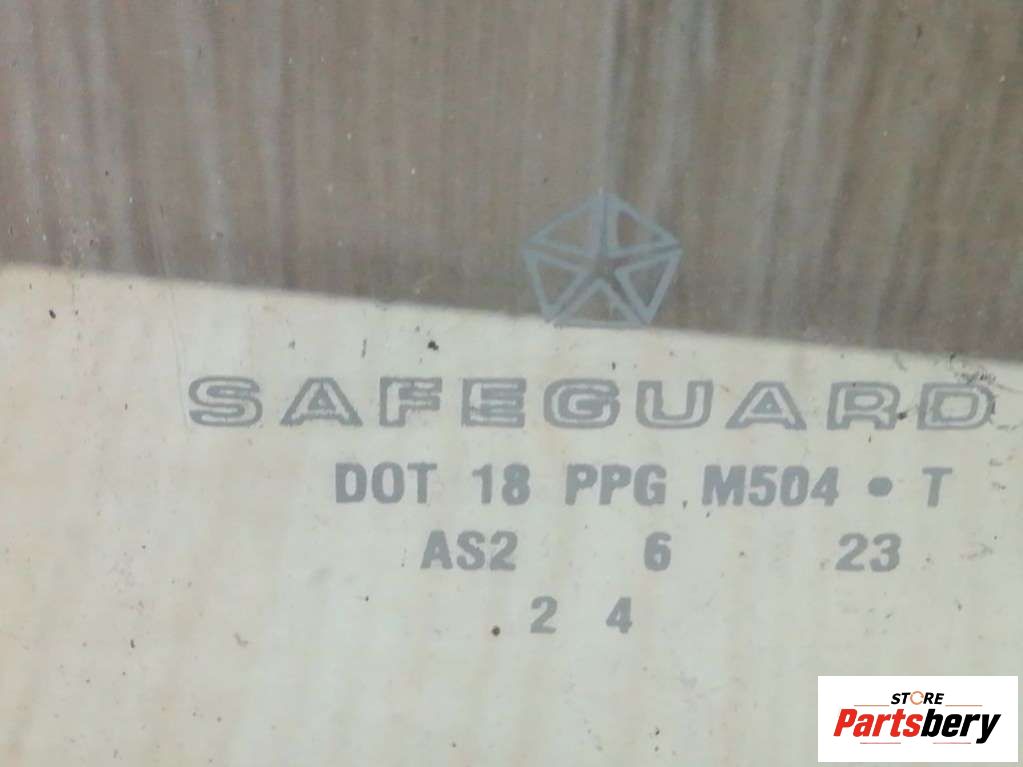 SAFEGUARD
DOT 18 PPG M504 • T
AS2 6 23
2 4
STORE
Partsbery